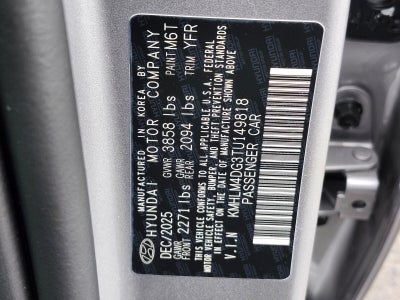 MANUFACTURED IN KOREA BY
HYUNDAI MOTOR COMPANY
DEC/2025 GVWR 3858 lbs PAINT M6T
GAWR FRONT 2271 lbs GAWR REAR 2094 lbs TRIM YFR
THIS VEHICLE CONFORMS TO ALL APPLICABLE U.S.A. FEDERAL
MOTOR VEHICLE SAFETY, BUMPER AND THEFT PREVENTION
STANDARDS IN EFFECT ON THE DATE OF MANUFACTURE SHOWN ABOVE
V.I.N KMHLM4DG3TU149818
PASSENGER CAR